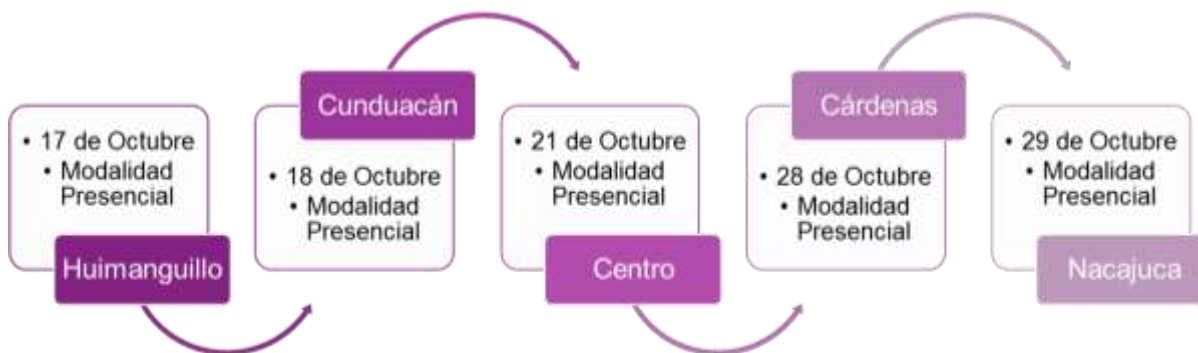 • 17 de Octubre
• Modalidad
Presencial
Huimanguillo
Cunduacán
• 18 de Octubre
• Modalidad
Presencial
• 21 de Octubre
• Modalidad
Presencial
Centro
Cárdenas
• 28 de Octubre
• Modalidad
Presencial
• 29 de Octubre
• Modalidad
Presencial
Nacajuca